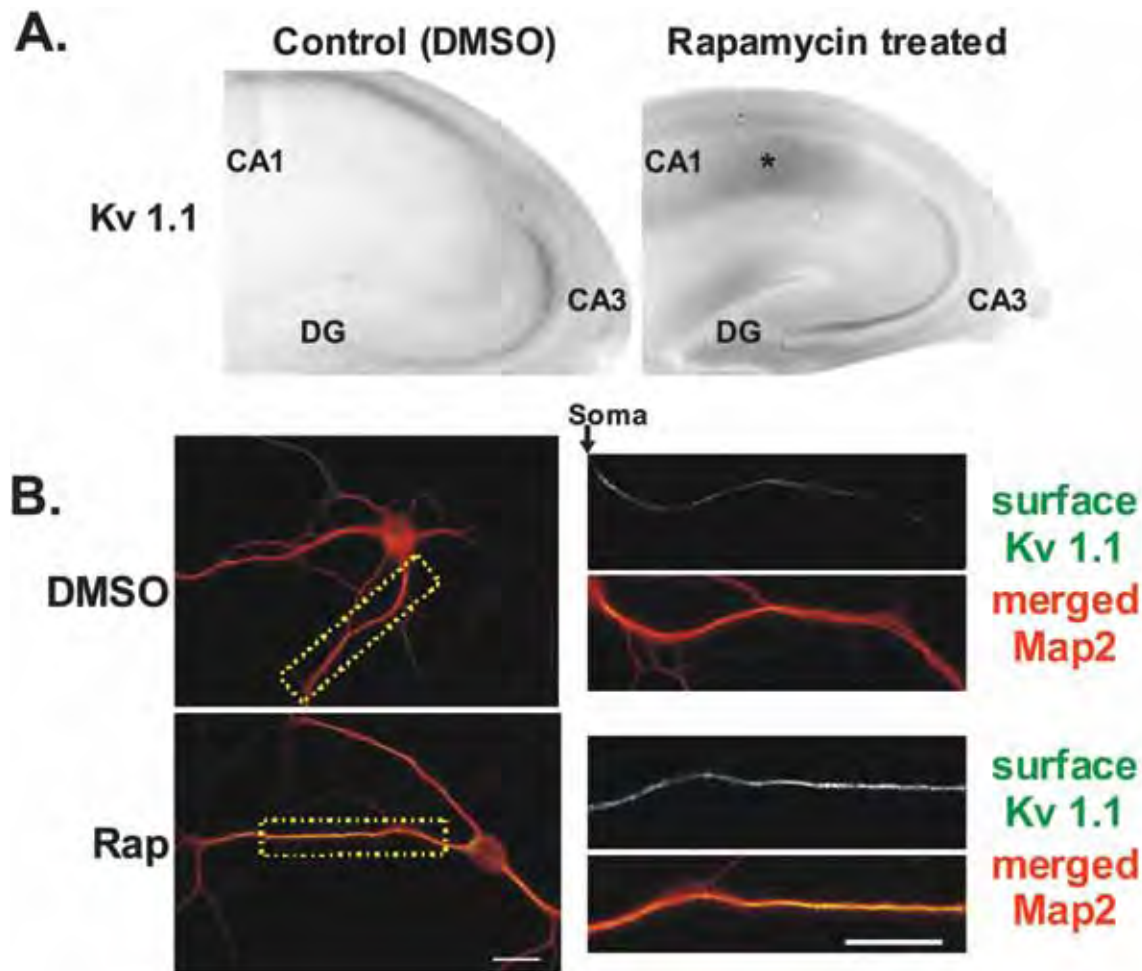 A.
Control (DMSO)
Rapamycin treated
Kv 1.1
CA1
CA3
DG
CA1
*
CA3
DG
B.
DMSO
Soma
surface
Kv 1.1
merged
Map2
Rap
surface
Kv 1.1
merged
Map2